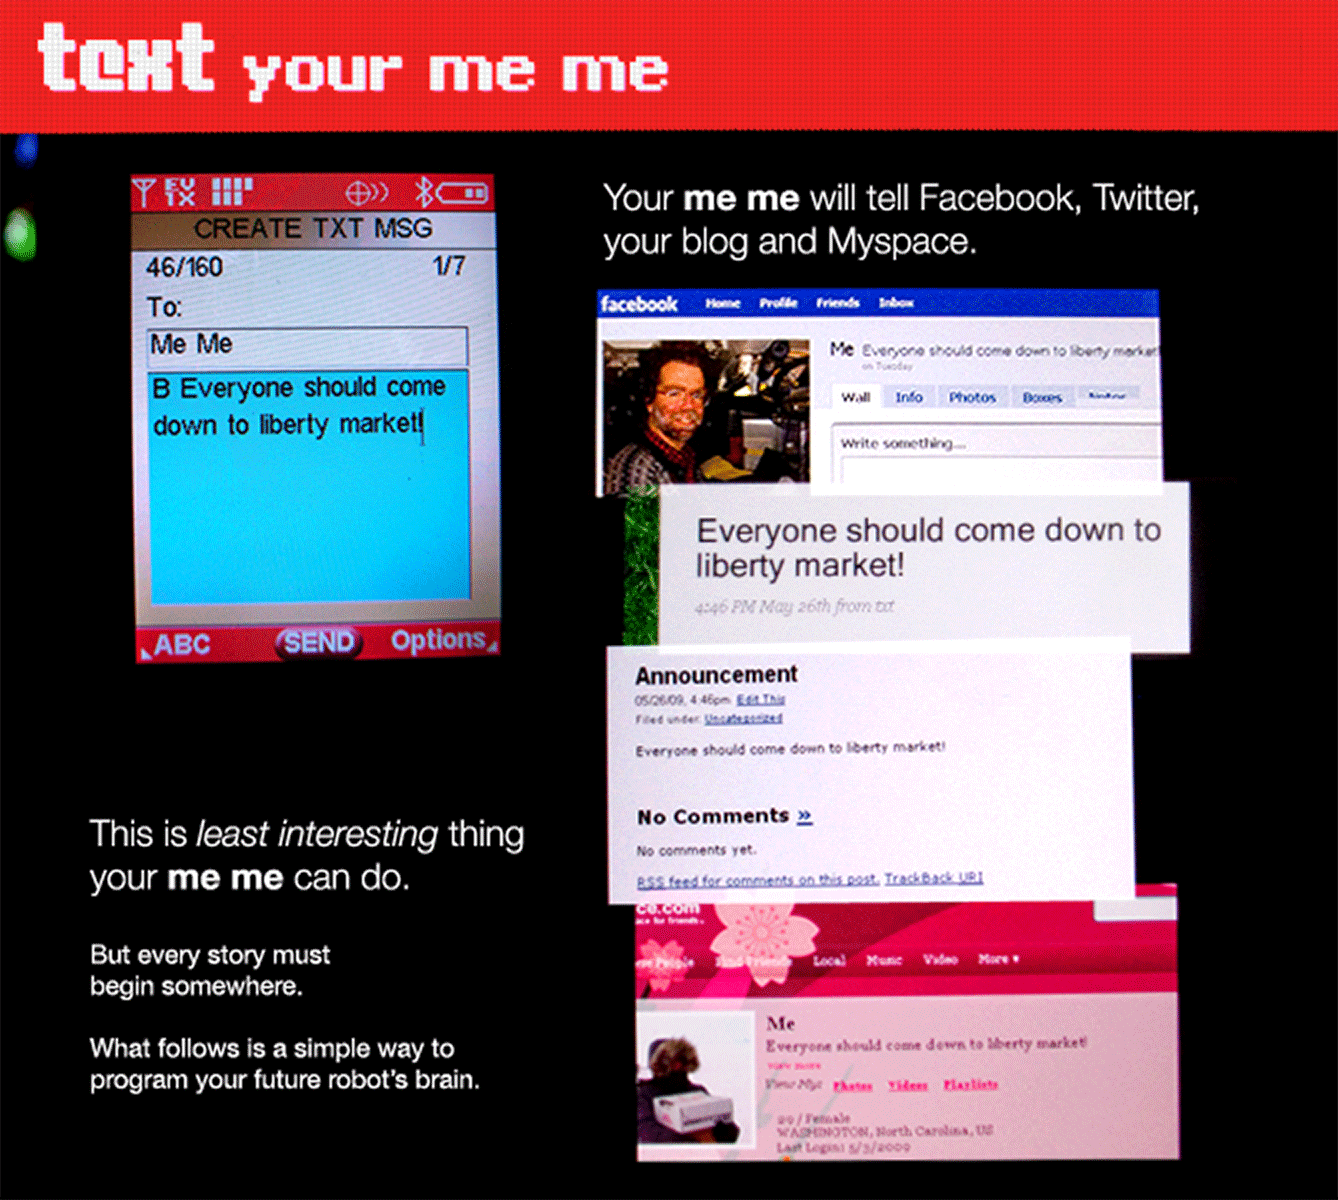 text your me me
EV
TX
CREATE TXT MSG
46/160 1/7
To:
Me Me
B Everyone should come
down to liberty market!
ABC SEND Options
Your me me will tell Facebook, Twitter,
your blog and Myspace.
facebook Home Profile Friends Inbox
Me Everyone should come down to liberty market!
on Tuesday
Wall Info Photos Boxes
Write something...
Everyone should come down to
liberty market!
4:46 PM May 26th from txt
Announcement
05/26/09, 4:46pm. Edit This
Filed under: Uncategorized
Everyone should come down to liberty market!
No Comments »
No comments yet.
RSS feed for comments on this post. TrackBack URI
ce.com
ace for friends.
People Find Friends Local Music Video More
Me
Everyone should come down to liberty market!
view more
View My: Photos Videos Playlists
29 / Female
WASHINGTON, North Carolina, US
Last Login: 5/3/2009
This is least interesting thing
your me me can do.
But every story must
begin somewhere.
What follows is a simple way to
program your future robot's brain.